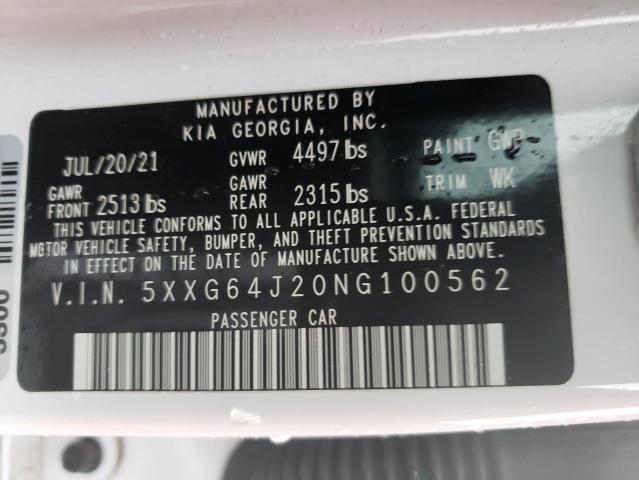 MANUFACTURED BY
KIA GEORGIA, INC.
JUL/20/21 GVWR 4497 lbs PAINT GWP
GAWR FRONT 2513 lbs GAWR REAR 2315 lbs TRIM WK
THIS VEHICLE CONFORMS TO ALL APPLICABLE U.S.A. FEDERAL
MOTOR VEHICLE SAFETY, BUMPER, AND THEFT PREVENTION STANDARDS
IN EFFECT ON THE DATE OF MANUFACTURE SHOWN ABOVE.
V.I.N. 5XXG64J20NG100562
PASSENGER CAR